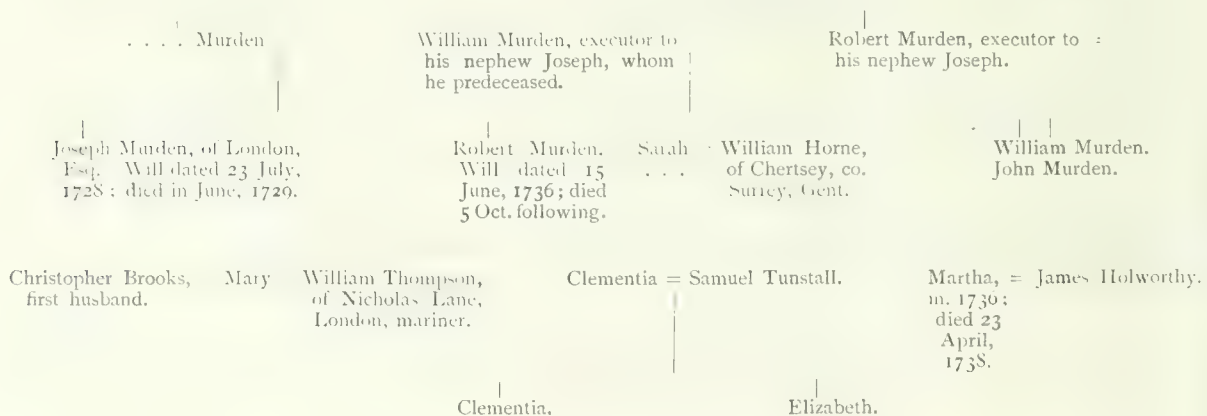 . . . . Murden
William Murden, executor to
his nephew Joseph, whom
he predeceased.
Robert Murden, executor to =
his nephew Joseph.
Joseph Murden, of London,
Esq. Will dated 23 July,
1728 : died in June, 1729.
Robert Murden.
Will dated 15
June, 1736; died
5 Oct. following.
Sarah
. . .
William Horne,
of Chertsey, co.
Surrey, Gent.
William Murden.
John Murden.
Christopher Brooks,
first husband.
Mary
William Thompson,
of Nicholas Lane,
London, mariner.
Clementia = Samuel Tunstall.
Martha, = James Holworthy.
m. 1730 ;
died 23
April,
1738.
Clementia.
Elizabeth.